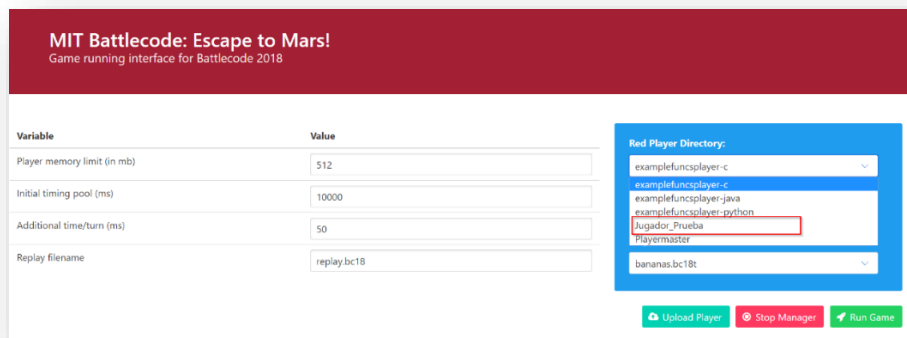 MIT Battlecode: Escape to Mars!
Game running interface for Battlecode 2018
Variable Value
Player memory limit (in mb) 512
Initial timing pool (ms) 10000
Additional time/turn (ms) 50
Replay filename replay.bc18
Red Player Directory:
examplefuncsplayer-c
examplefuncsplayer-c
examplefuncsplayer-java
examplefuncsplayer-python
Jugador_Prueba
Playermaster
bananas.bc18t
Upload Player Stop Manager Run Game